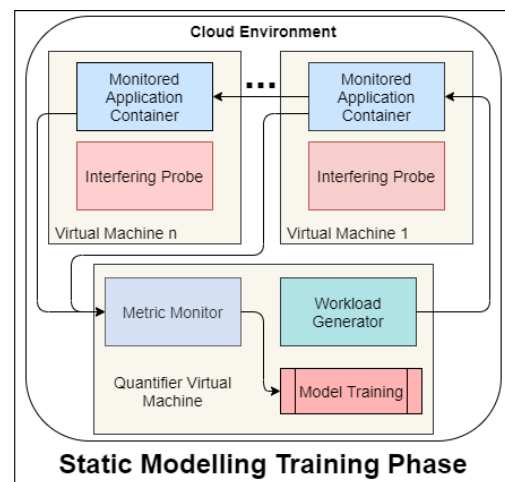 Cloud Environment
Monitored
Application
Container
...
Monitored
Application
Container
Interfering Probe
Interfering Probe
Virtual Machine n
Virtual Machine 1
Metric Monitor
Workload
Generator
Quantifier Virtual
Machine
Model Training
Static Modelling Training Phase